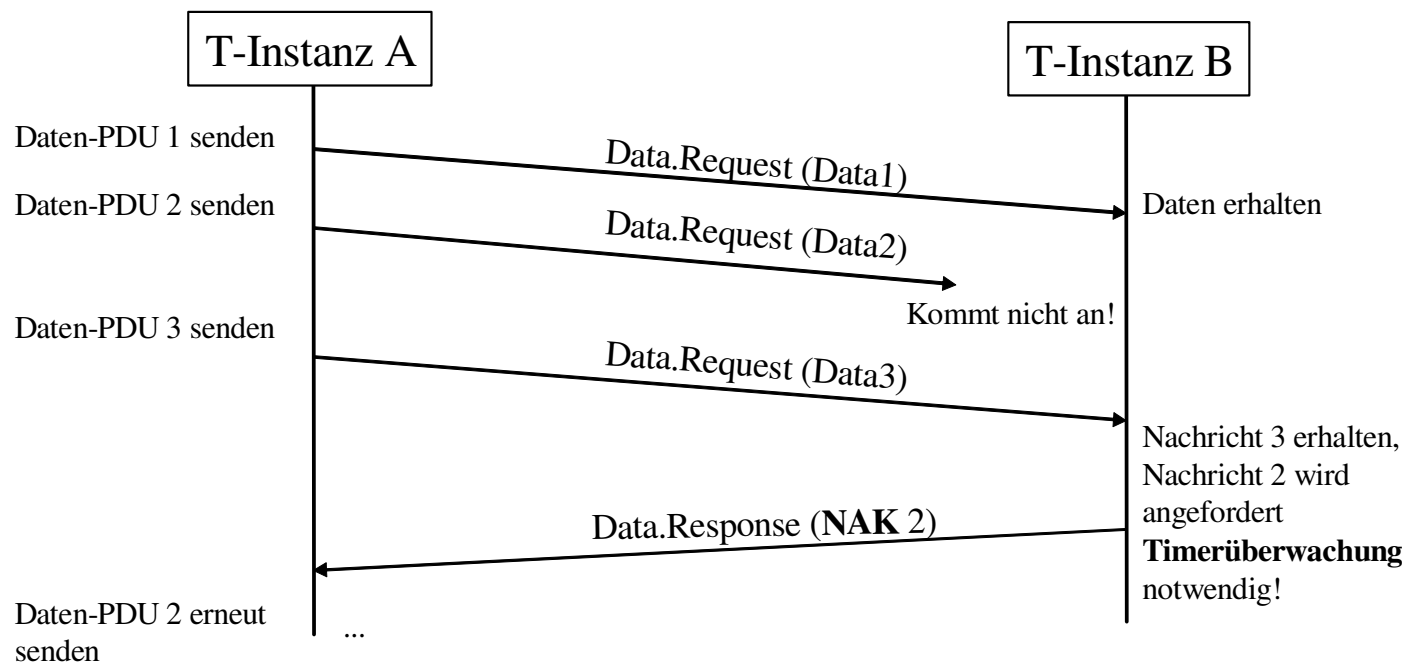 T-Instanz A
T-Instanz B
Daten-PDU 1 senden
Data.Request (Data1)
Daten-PDU 2 senden
Daten erhalten
Data.Request (Data2)
Kommt nicht an!
Daten-PDU 3 senden
Data.Request (Data3)
Nachricht 3 erhalten,
Nachricht 2 wird
angefordert
Timerüberwachung
notwendig!
Data.Response (NAK 2)
Daten-PDU 2 erneut
senden
...